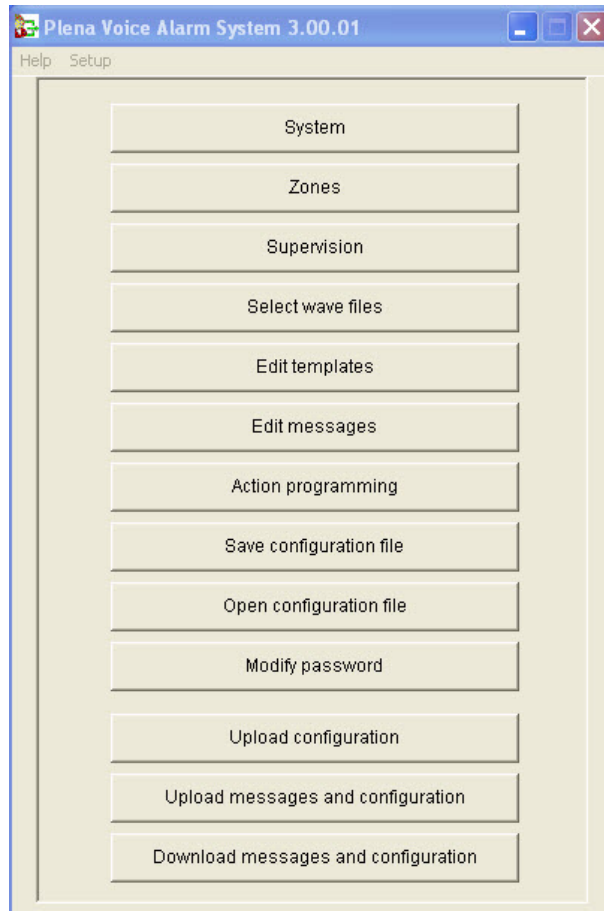 Plena Voice Alarm System 3.00.01
Help Setup
System
Zones
Supervision
Select wave files
Edit templates
Edit messages
Action programming
Save configuration file
Open configuration file
Modify password
Upload configuration
Upload messages and configuration
Download messages and configuration